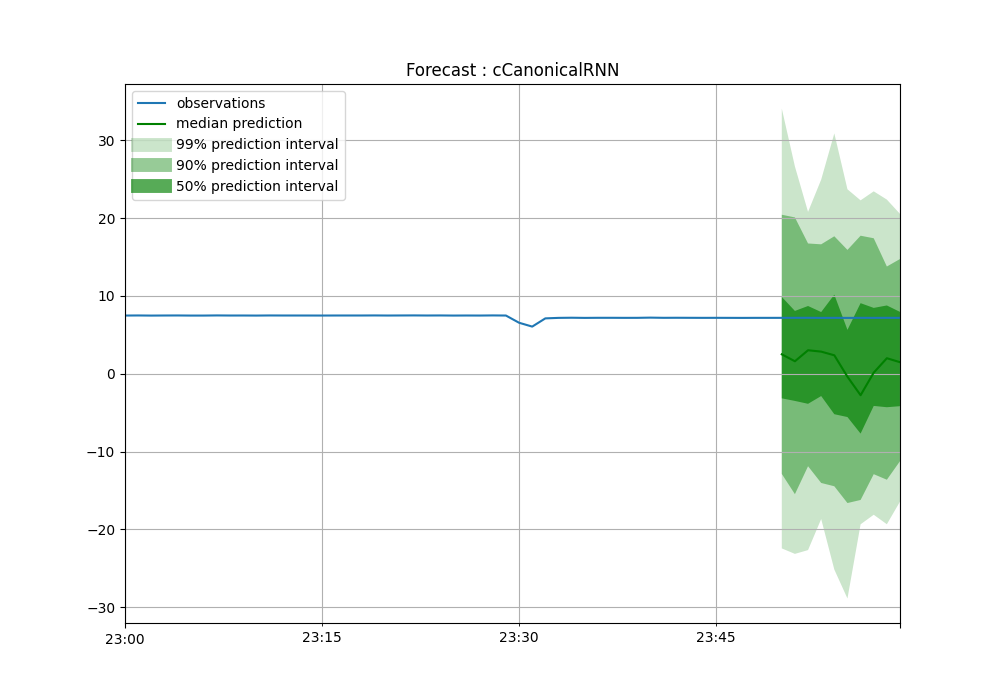 Forecast : cCanonicalRNN
observations
median prediction
99% prediction interval
90% prediction interval
50% prediction interval
30
20
10
0
−10
−20
−30
23:00
23:15
23:30
23:45